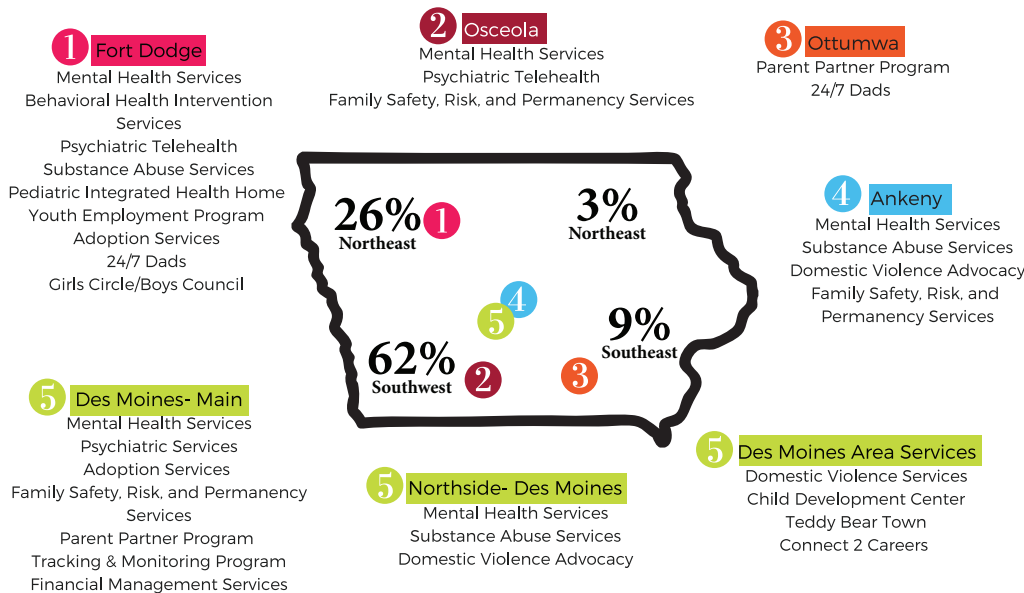 1 Fort Dodge
Mental Health Services
Behavioral Health Intervention
Services
Psychiatric Telehealth
Substance Abuse Services
Pediatric Integrated Health Home
Youth Employment Program
Adoption Services
24/7 Dads
Girls Circle/Boys Council
2 Osceola
Mental Health Services
Psychiatric Telehealth
Family Safety, Risk, and Permanency Services
3 Ottumwa
Parent Partner Program
24/7 Dads
26%
Northeast
1
3%
Northeast
4
5
9%
Southeast
62%
Southwest
2
3
4 Ankeny
Mental Health Services
Substance Abuse Services
Domestic Violence Advocacy
Family Safety, Risk, and
Permanency Services
5 Des Moines- Main
Mental Health Services
Psychiatric Services
Adoption Services
Family Safety, Risk, and Permanency
Services
Parent Partner Program
Tracking & Monitoring Program
Financial Management Services
5 Northside- Des Moines
Mental Health Services
Substance Abuse Services
Domestic Violence Advocacy
5 Des Moines Area Services
Domestic Violence Services
Child Development Center
Teddy Bear Town
Connect 2 Careers